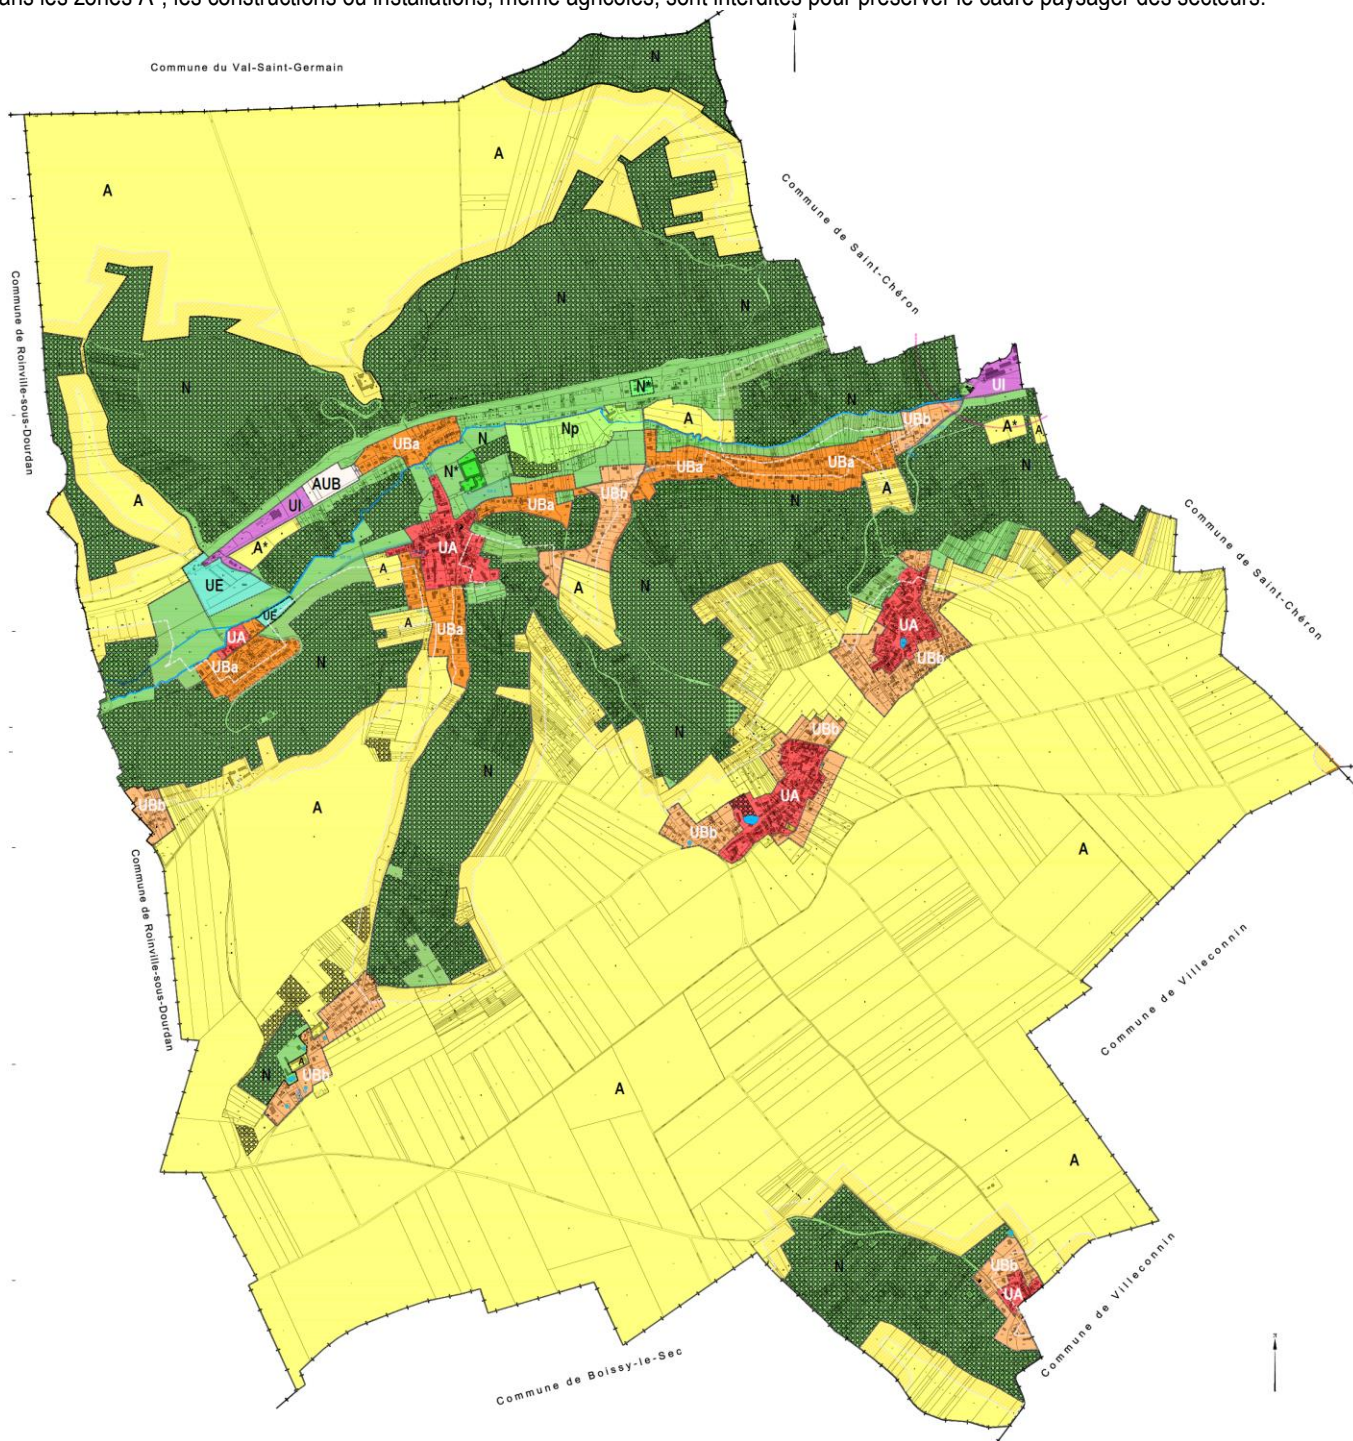 ans les zones A*, les constructions ou installations, même agricoles, sont interdites pour préserver le cadre paysager des secteurs.
N
Commune du Val-Saint-Germain
A
A
Commune de Saint-Chéron
Commune de Roinville-sous-Dourdan
N
N
N
N
UI
N*
A
N
UBb
A*
A
Np
UBa
N
N*
UBa
UBa
N
A
AUB
UI
UBb
UBa
N
A
A*
UA
Commune de Saint-Chéron
UE
A
A
N
UE
A
UBa
UA
UA
UBb
UBa
N
N
UBb
N
UBb
A
UA
UBb
A
Commune de Roinville-sous-Dourdan
Commune de Villeconnin
A
N
UBb
A
A
N
UBb
UA
Commune de Villeconnin
Commune de Boissy-le-Sec